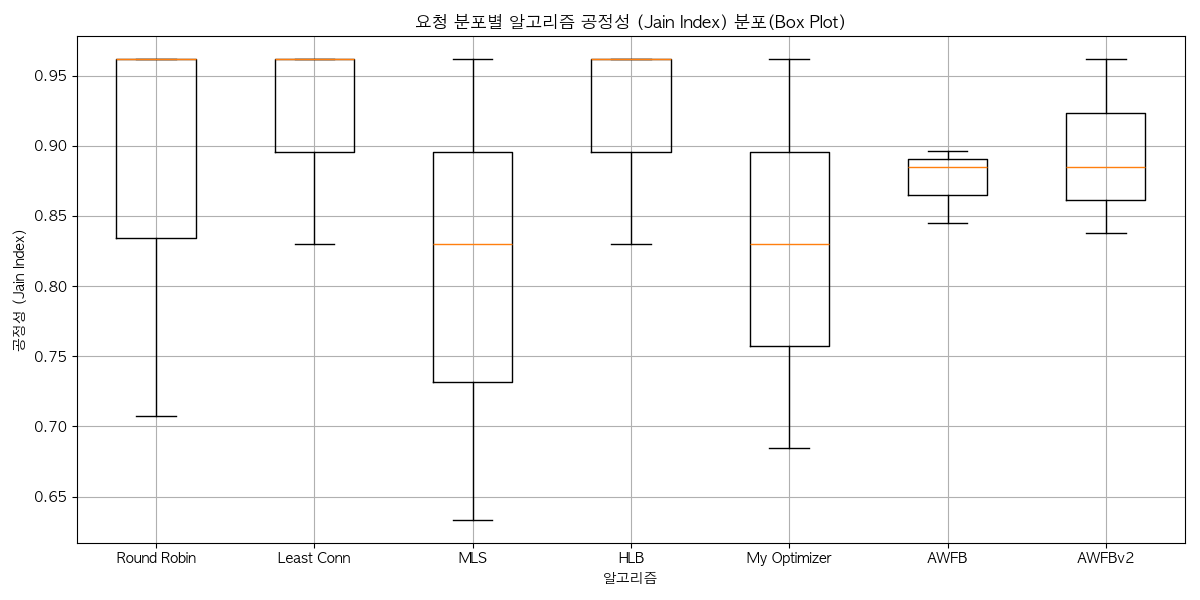 요청 분포별 알고리즘 공정성 (Jain Index) 분포(Box Plot)
공정성 (Jain Index)
0.95
0.90
0.85
0.80
0.75
0.70
0.65
Round Robin
Least Conn
MLS
HLB
My Optimizer
AWFB
AWFBv2
알고리즘